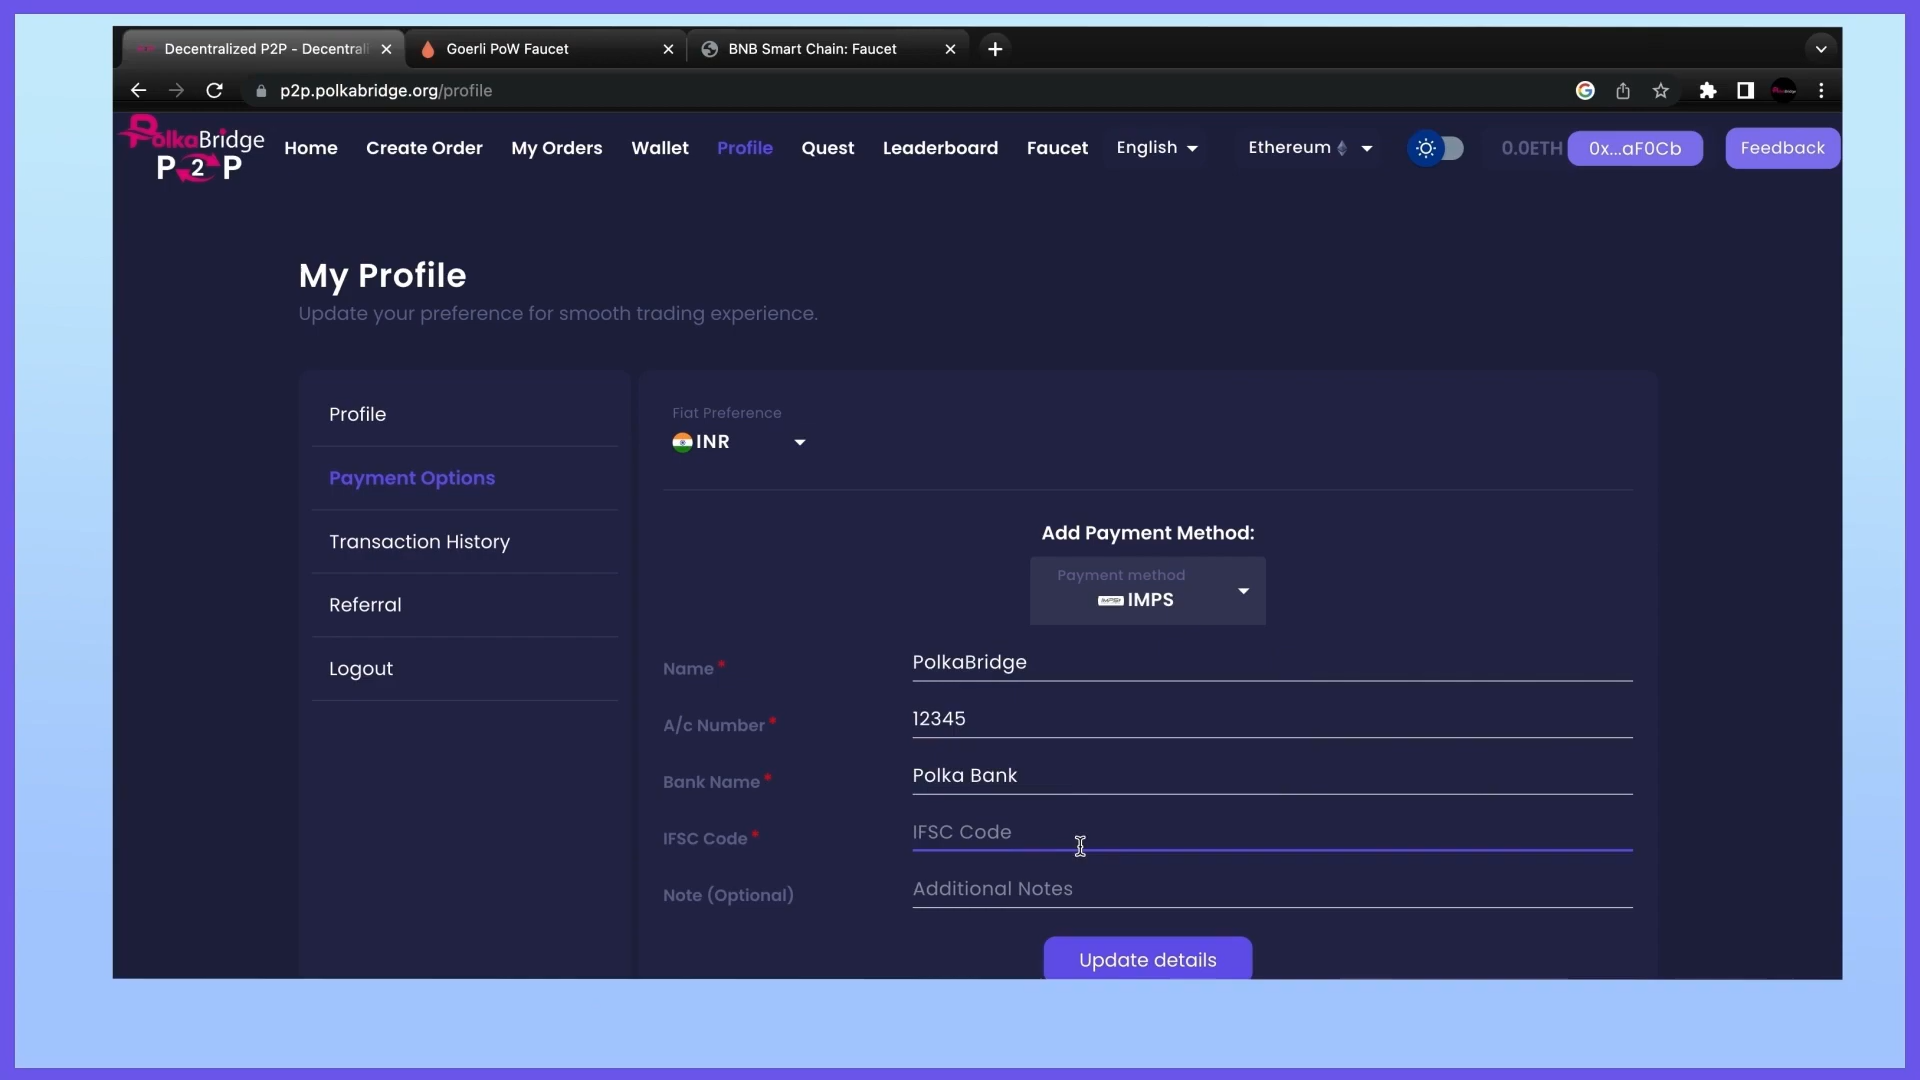 Decentralized P2P - Decentrali
Goerli PoW Faucet
BNB Smart Chain: Faucet
p2p.polkabridge.org/profile
PolkaBridge
P2P
Home
Create Order
My Orders
Wallet
Profile
Quest
Leaderboard
Faucet
English
Ethereum
0.0ETH
0x...aF0Cb
Feedback
My Profile
Update your preference for smooth trading experience.
Profile
Payment Options
Transaction History
Referral
Logout
Fiat Preference
INR
Add Payment Method:
Payment method
IMPS
Name *
PolkaBridge
A/c Number *
12345
Bank Name *
Polka Bank
IFSC Code *
IFSC Code
Note (Optional)
Additional Notes
Update details